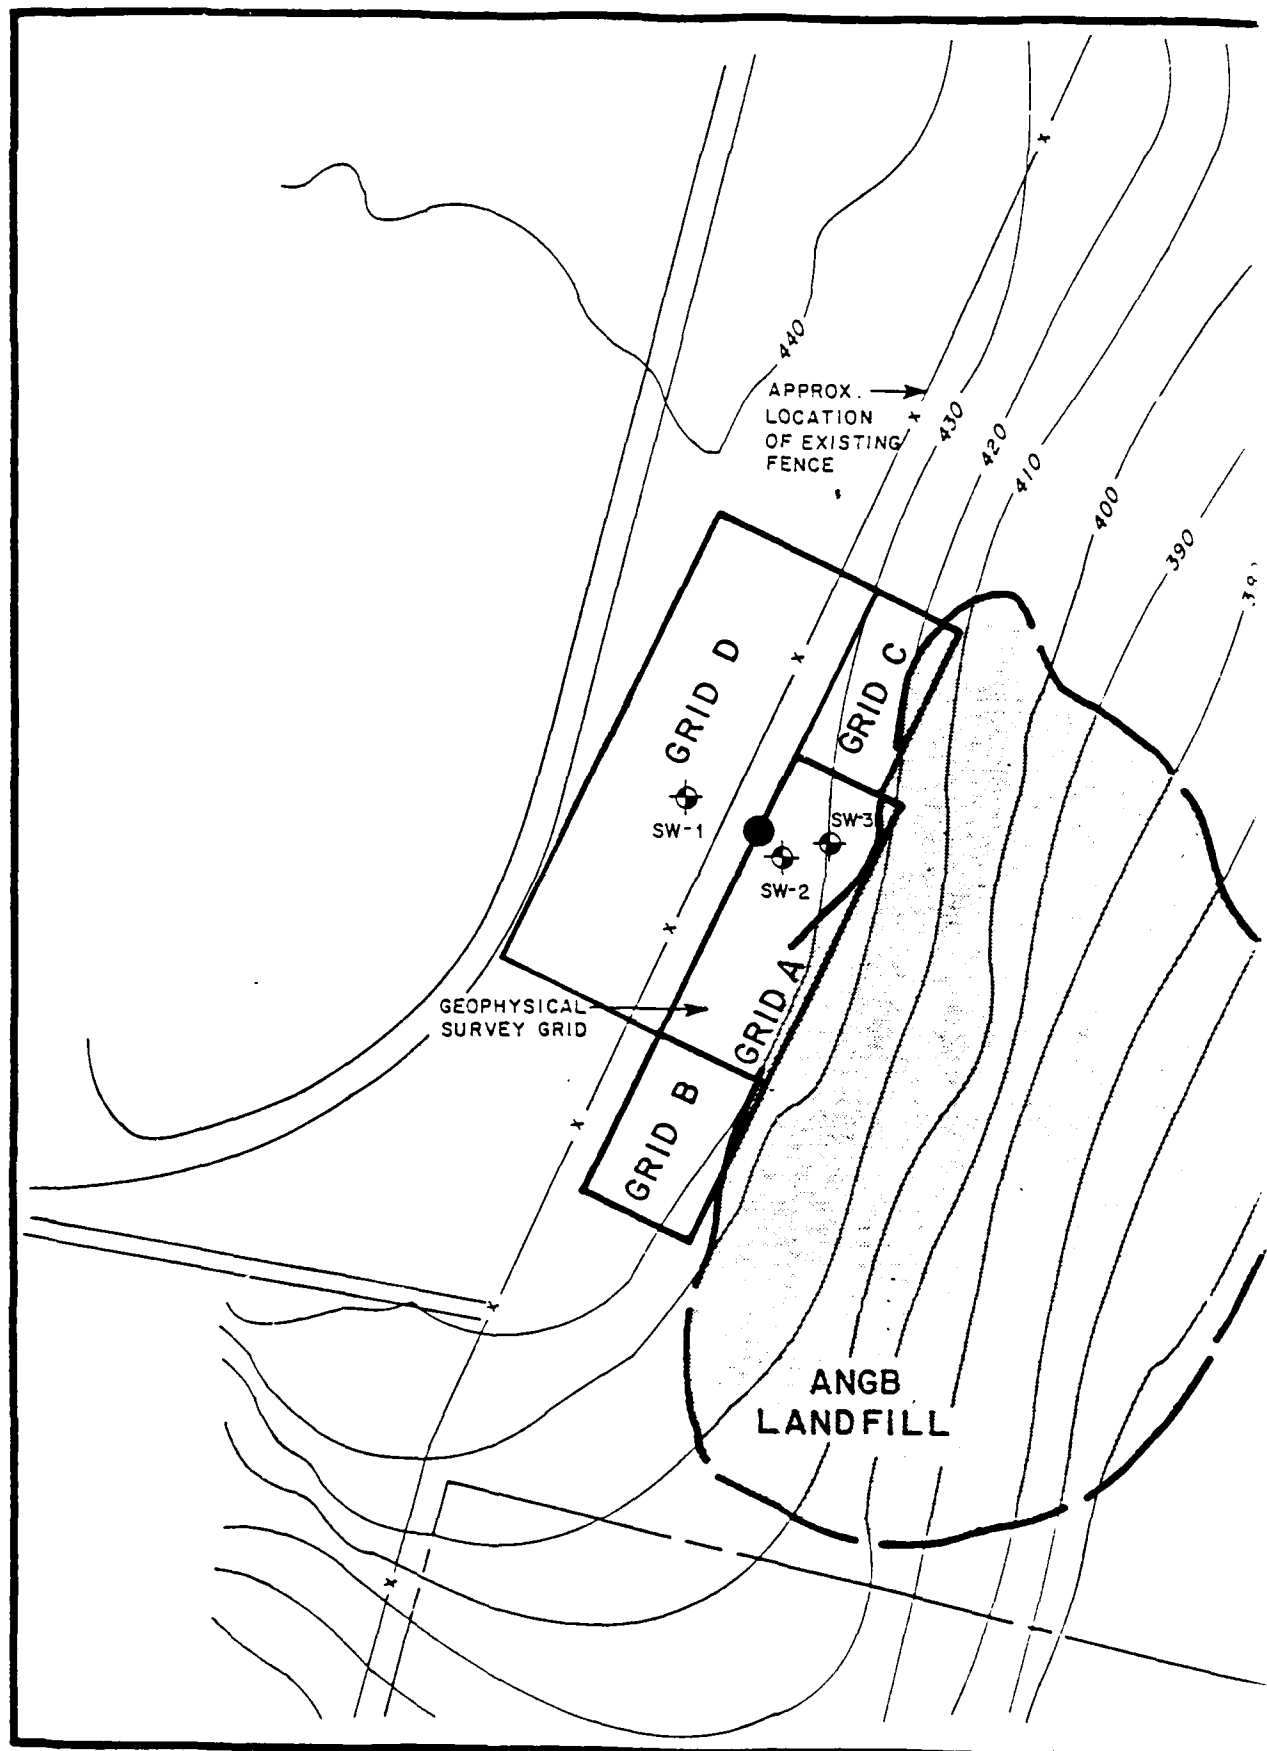 440
APPROX.
LOCATION
OF EXISTING
FENCE
430
420
410
400
390
GRID D
GRID C
SW-1
SW-3
SW-2
GRID A
GEOPHYSICAL
SURVEY GRID
GRID B
ANGB
LANDFILL